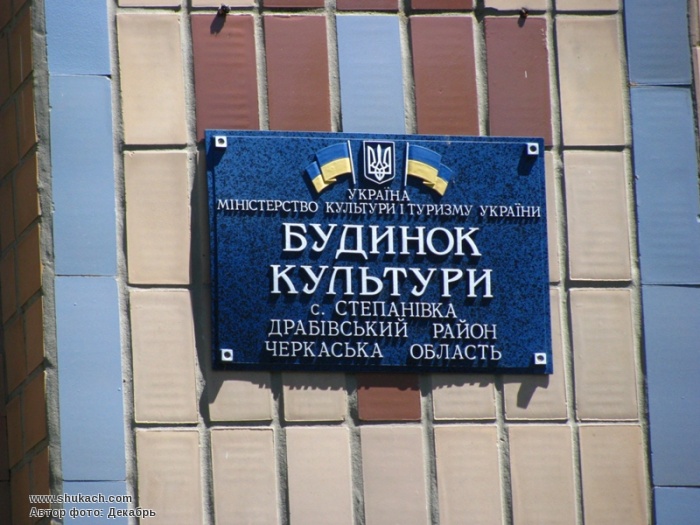 УКРАЇНА
МІНІСТЕРСТВО КУЛЬТУРИ І ТУРИЗМУ УКРАЇНИ
БУДИНОК
КУЛЬТУРИ
с. СТЕПАНІВКА
ДРАБІВСЬКИЙ РАЙОН
ЧЕРКАСЬКА ОБЛАСТЬ
www.shukach.com
Автор фото: Декабрь